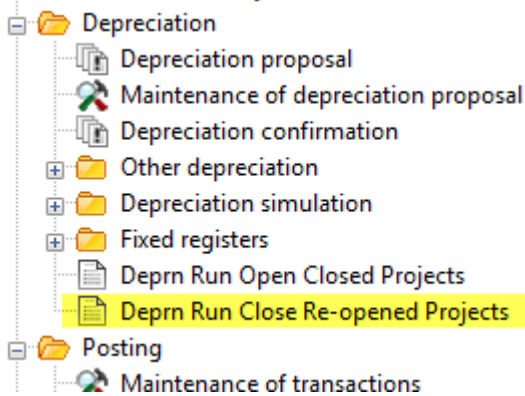 Depreciation
Depreciation proposal
Maintenance of depreciation proposal
Depreciation confirmation
Other depreciation
Depreciation simulation
Fixed registers
Deprn Run Open Closed Projects
Deprn Run Close Re-opened Projects
Posting
Maintenance of transactions